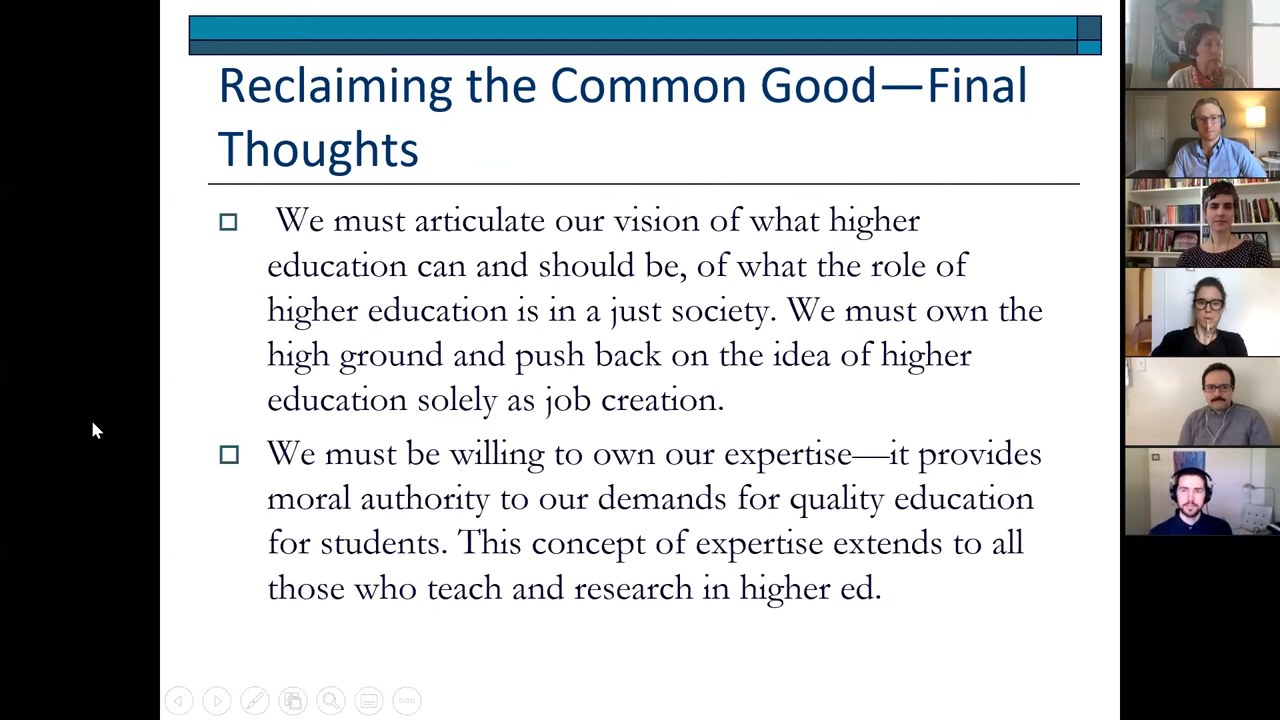 Reclaiming the Common Good—Final
Thoughts
We must articulate our vision of what higher
education can and should be, of what the role of
higher education is in a just society. We must own the
high ground and push back on the idea of higher
education solely as job creation.
We must be willing to own our expertise—it provides
moral authority to our demands for quality education
for students. This concept of expertise extends to all
those who teach and research in higher ed.